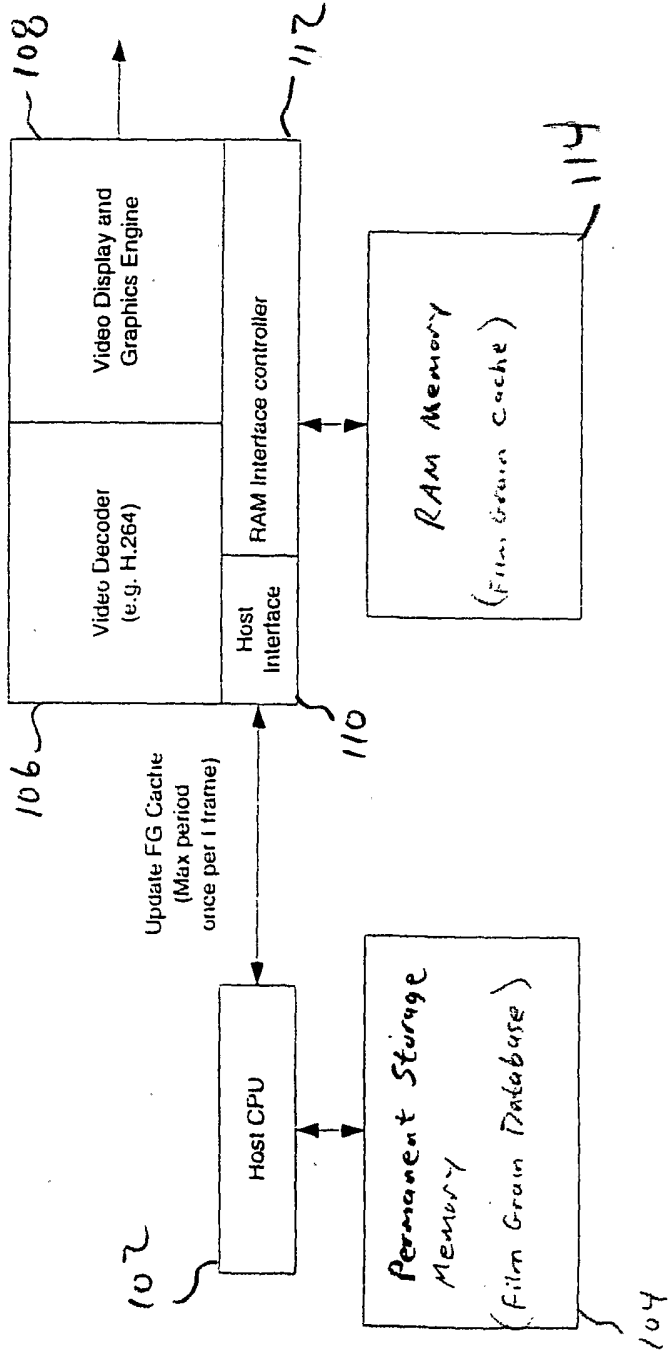 106
108
Video Decoder
(e.g. H.264)
Video Display and
Graphics Engine
Host
Interface
RAM Interface controller
110
112
Update FG Cache
(Max period
once per I frame)
102
Host CPU
Permanent Storage
Memory
(Film Grain Database)
104
RAM Memory
(Film Grain Cache)
114